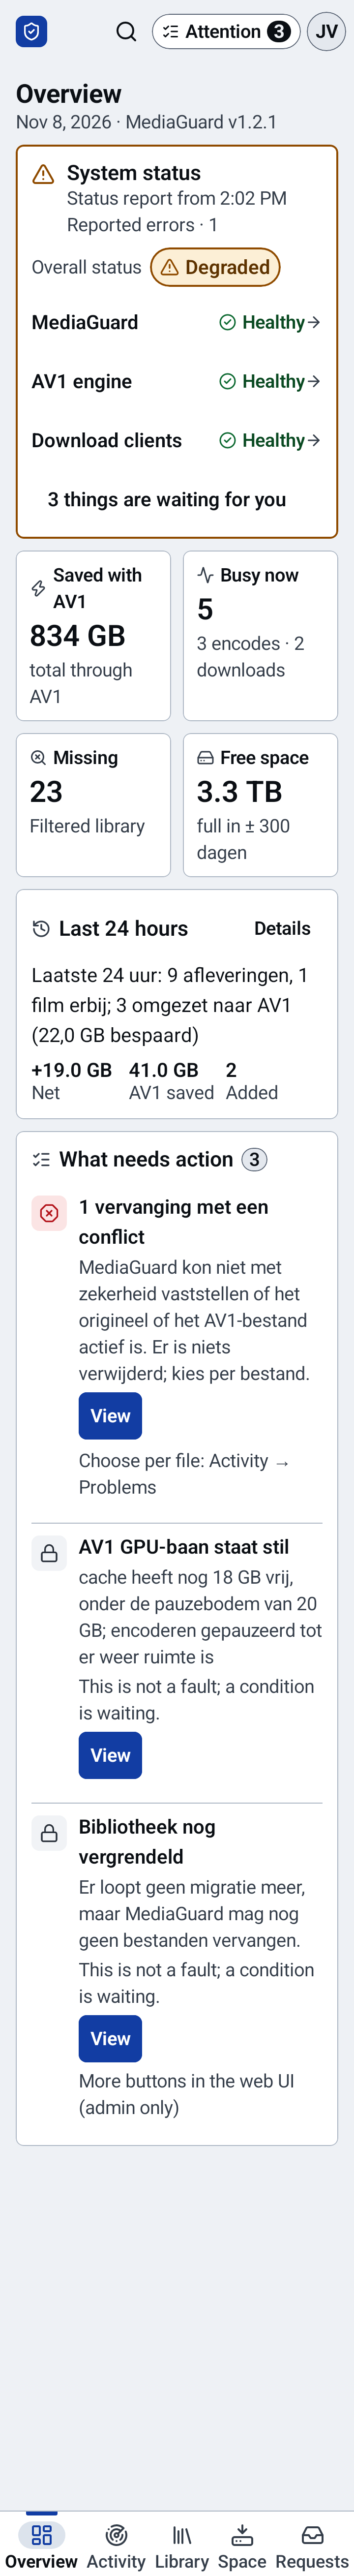 Attention 3 JV
Overview
Nov 8, 2026 · MediaGuard v1.2.1
System status
Status report from 2:02 PM
Reported errors · 1
Overall status Degraded
MediaGuard Healthy →
AV1 engine Healthy →
Download clients Healthy →
3 things are waiting for you
Saved with
AV1
834 GB
total through
AV1
Busy now
5
3 encodes · 2
downloads
Missing
23
Filtered library
Free space
3.3 TB
full in ± 300
dagen
Last 24 hours Details
Laatste 24 uur: 9 afleveringen, 1
film erbij; 3 omgezet naar AV1
(22,0 GB bespaard)
+19.0 GB 41.0 GB 2
Net AV1 saved Added
What needs action 3
1 vervanging met een
conflict
MediaGuard kon niet met
zekerheid vaststellen of het
origineel of het AV1-bestand
actief is. Er is niets
verwijderd; kies per bestand.
View
Choose per file: Activity →
Problems
AV1 GPU-baan staat stil
cache heeft nog 18 GB vrij,
onder de pauzebodem van 20
GB; encoderen gepauzeerd tot
er weer ruimte is
This is not a fault; a condition
is waiting.
View
Bibliotheek nog
vergrendeld
Er loopt geen migratie meer,
maar MediaGuard mag nog
geen bestanden vervangen.
This is not a fault; a condition
is waiting.
View
More buttons in the web UI
(admin only)
Overview Activity Library Space Requests